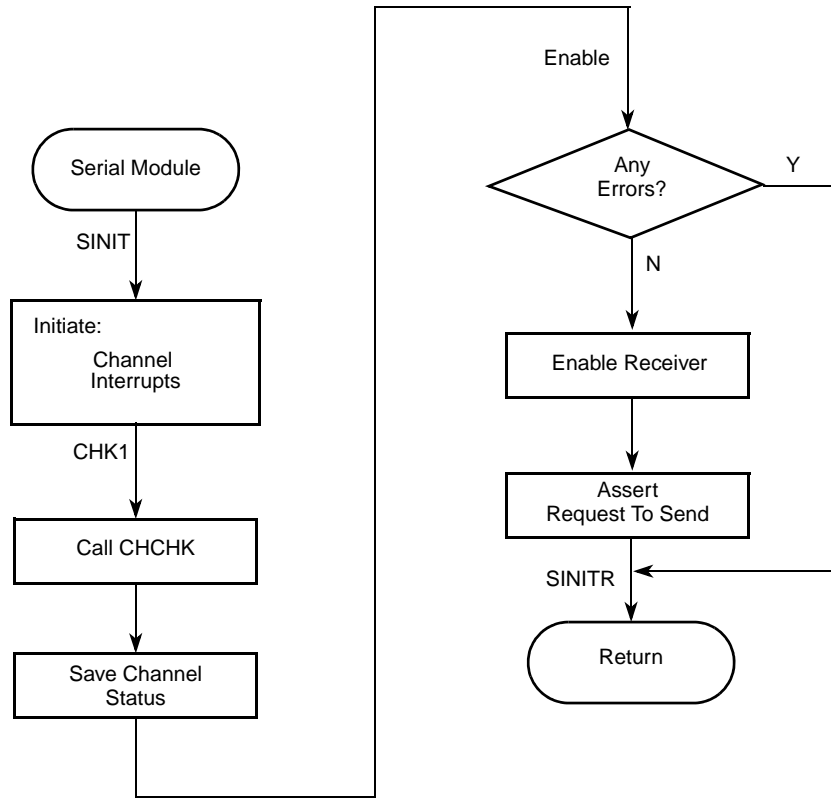 Serial Module
SINIT
Initiate:
Channel
Interrupts
CHK1
Call CHCHK
Save Channel
Status
Enable
Any
Errors?
Y
N
Enable Receiver
Assert
Request To Send
SINITR
Return